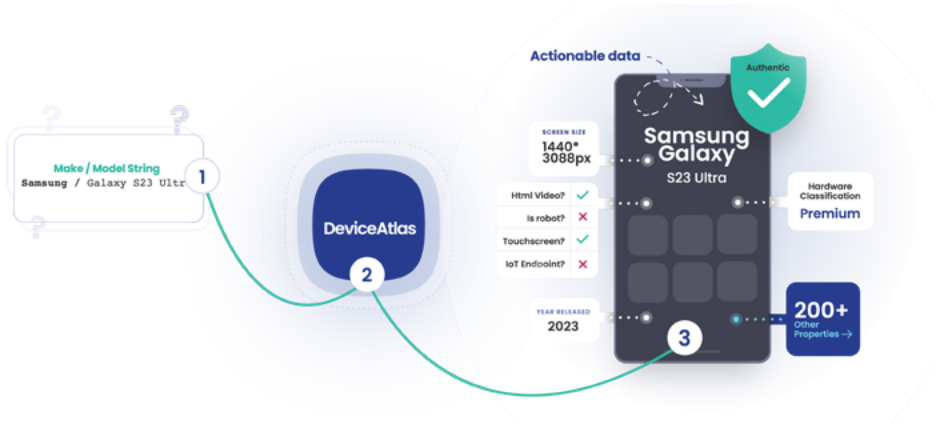 Actionable data
Authentic
Make / Model String
Samsung / Galaxy S23 Ultr
1
DeviceAtlas
2
SCREEN SIZE
1440*
3088px
Html Video?
Is robot?
Touchscreen?
IoT Endpoint?
YEAR RELEASED
2023
Samsung
Galaxy
S23 Ultra
Hardware
Classification
Premium
200+
Other
Properties →
3